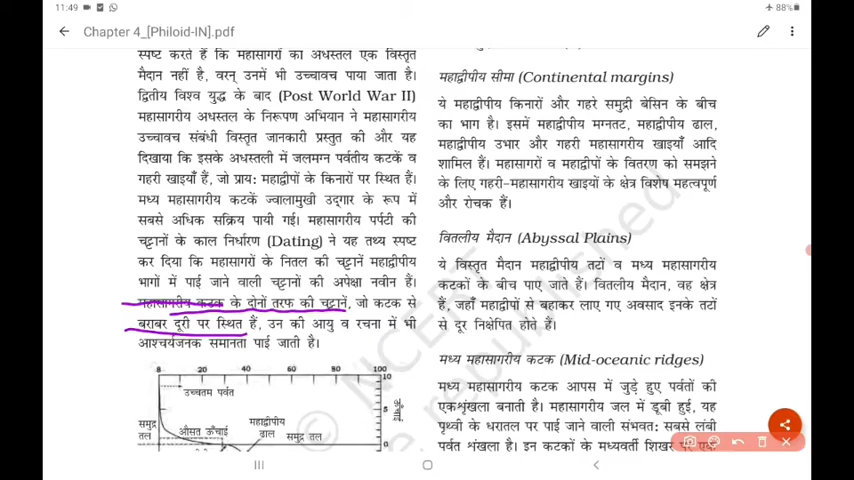 11:49
88%
Chapter 4_[Philoid-IN].pdf
स्पष्ट करते हैं कि महासागरों का अधस्तल एक विस्तृत
मैदान नहीं है, वरन् उनमें भी उच्चावच पाया जाता है।
द्वितीय विश्व युद्ध के बाद (Post World War II)
महासागरीय अधस्तल के निरूपण अभियान ने महासागरीय
उच्चावच संबंधी विस्तृत जानकारी प्रस्तुत की और यह
दिखाया कि इसके अधस्तली में जलमग्न पर्वतीय कटकें व
गहरी खाइयाँ हैं, जो प्रायः महाद्वीपों के किनारों पर स्थित हैं।
मध्य महासागरीय कटकें ज्वालामुखी उद्गार के रूप में
सबसे अधिक सक्रिय पायी गईं। महासागरीय पर्पटी की
चट्टानों के काल निर्धारण (Dating) ने यह तथ्य स्पष्ट
कर दिया कि महासागरों के नितल की चट्टानें महाद्वीपीय
भागों में पाई जाने वाली चट्टानों की अपेक्षा नवीन हैं।
महासागरीय कटक के दोनों तरफ की चट्टानें, जो कटक से
बराबर दूरी पर स्थित हैं, उन की आयु व रचना में भी
आश्चर्यजनक समानता पाई जाती है।
8 20 40 60 80 100
10
उच्चतम पर्वत
5
ऊँचाई
समुद्र
तल
औसत ऊँचाई
महाद्वीपीय
ढाल
समुद्र तल
0
महाद्वीपीय सीमा (Continental margins)
ये महाद्वीपीय किनारों और गहरे समुद्री बेसिन के बीच
का भाग है। इसमें महाद्वीपीय मग्नतट, महाद्वीपीय ढाल,
महाद्वीपीय उभार और गहरी महासागरीय खाइयाँ आदि
शामिल हैं। महासागरों व महाद्वीपों के वितरण को समझने
के लिए गहरी-महासागरीय खाइयों के क्षेत्र विशेष महत्वपूर्ण
और रोचक हैं।
वितलीय मैदान (Abyssal Plains)
ये विस्तृत मैदान महाद्वीपीय तटों व मध्य महासागरीय
कटकों के बीच पाए जाते हैं। वितलीय मैदान, वह क्षेत्र
हैं, जहाँ महाद्वीपों से बहाकर लाए गए अवसाद इनके तटों
से दूर निक्षेपित होते हैं।
मध्य महासागरीय कटक (Mid-oceanic ridges)
मध्य महासागरीय कटक आपस में जुड़े हुए पर्वतों की
एकशृंखला बनाती है। महासागरीय जल में डूबी हुई, यह
पृथ्वी के धरातल पर पाई जाने वाली संभवतः सबसे लंबी
पर्वत शृंखला है। इन कटकों के मध्यवर्ती शिखर पर एक
© NCERT
be republished